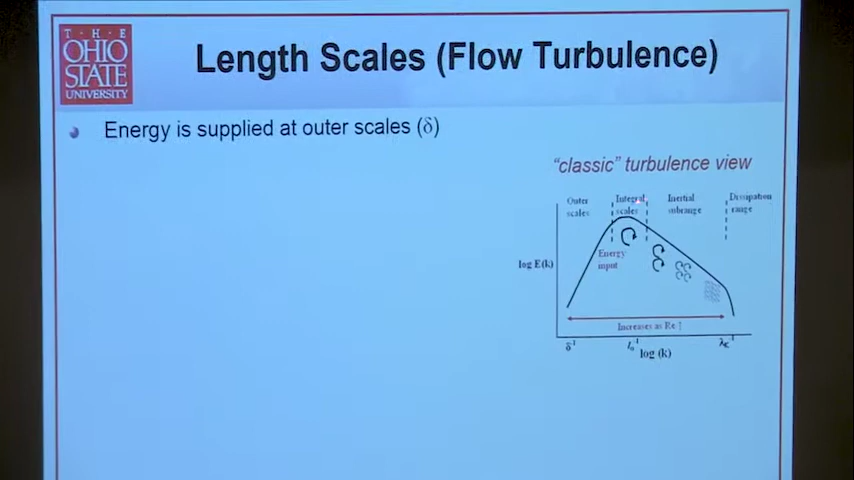 T · H · E
OHIO
STATE
UNIVERSITY
Length Scales (Flow Turbulence)
Energy is supplied at outer scales (δ)
"classic" turbulence view
Outer
scales
Integral
scales
Inertial
subrange
Dissipation
range
Energy
input
log E(k)
Increases as Re ↑
δ⁻¹
log (k)